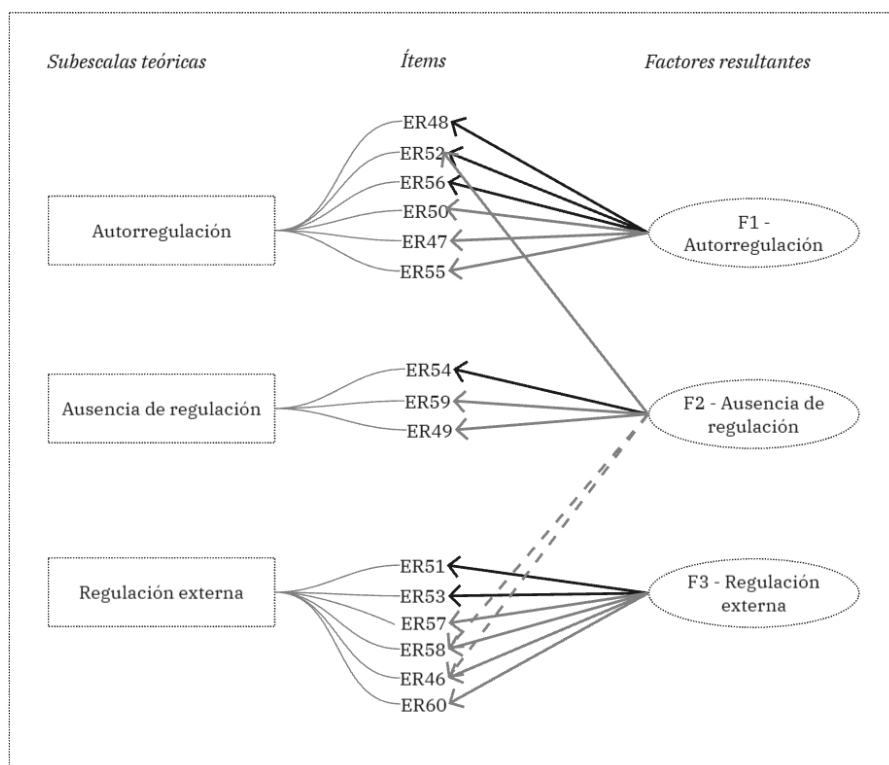 Subescalas teóricas
Ítems
Factores resultantes
ER48
ER52
ER56
ER50
ER47
ER55
Autorregulación
F1 -
Autorregulación
ER54
ER59
ER49
Ausencia de regulación
F2 - Ausencia de
regulación
ER51
ER53
ER57
ER58
ER46
ER60
Regulación externa
F3 - Regulación
externa